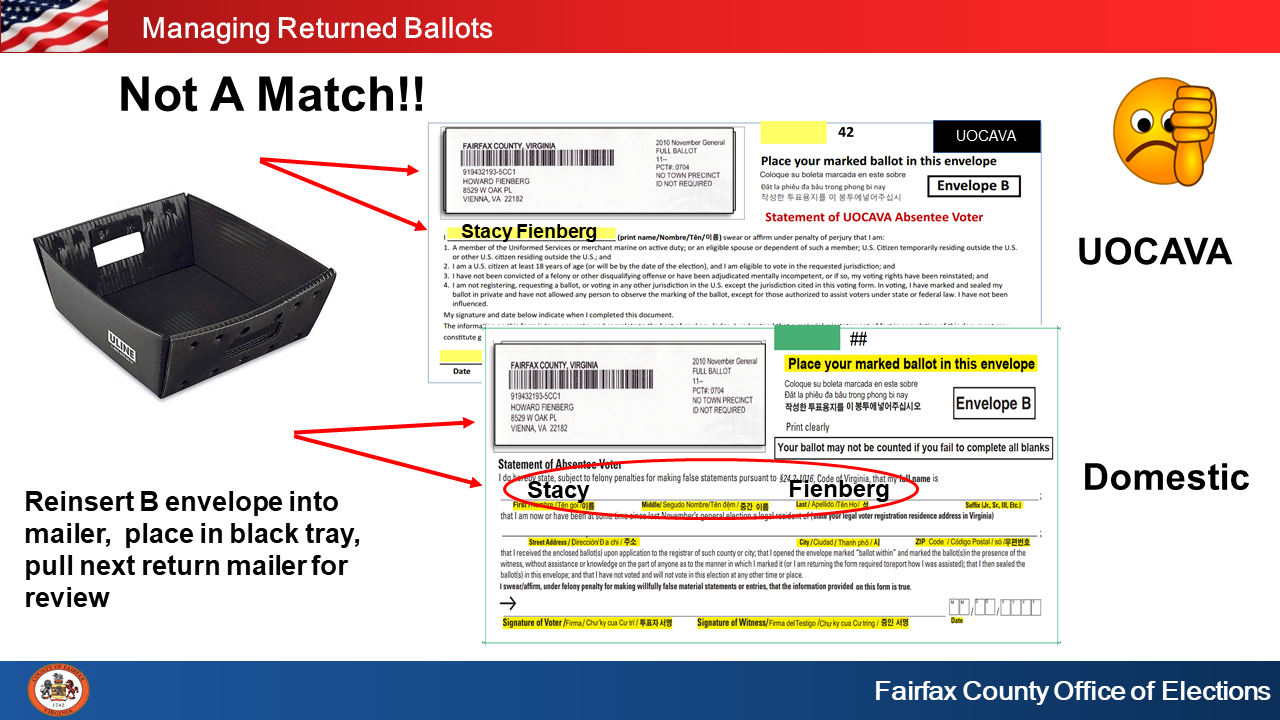 Managing Returned Ballots
Not A Match!!
42
UOCAVA
FAIRFAX COUNTY, VIRGINIA
919432193-5CC1
HOWARD FIENBERG
8529 W OAK PL
VIENNA, VA 22182
2010 November General
FULL BALLOT
11--
PCT#: 0704
NO TOWN PRECINCT
ID NOT REQUIRED
Place your marked ballot in this envelope
Coloque su boleta marcada en este sobre
Đặt la phiếu đa bâu trong phong bi nay
작성한 투표용지를 이 봉투에넣어주십시
Envelope B
Statement of UOCAVA Absentee Voter
I Stacy Fienberg (print name/Nombre/Tên/이름) swear or affirm under penalty of perjury that I am:
1. A member of the Uniformed Services or merchant marine on active duty; or an eligible spouse or dependent of such a member; U.S. Citizen temporarily residing outside the U.S.
or other U.S. citizen residing outside the U.S.; and
2. I am a U.S. citizen at least 18 years of age (or will be by the date of the election), and I am eligible to vote in the requested jurisdiction; and
3. I have not been convicted of a felony or other disqualifying offense or have been adjudicated mentally incompetent, or if so, my voting rights have been reinstated; and
4. I am not registering, requesting a ballot, or voting in any other jurisdiction in the U.S. except the jurisdiction cited in this voting form. In voting, I have marked and sealed my
ballot in private and have not allowed any person to observe the marking of the ballot, except for those authorized to assist voters under state or federal law. I have not been
influenced.
My signature and date below indicate when I completed this document.
The information
constitute
Date
UOCAVA
ULINE
##
FAIRFAX COUNTY, VIRGINIA
919432193-5CC1
HOWARD FIENBERG
8529 W OAK PL
VIENNA, VA 22182
2010 November General
FULL BALLOT
11--
PCT#: 0704
NO TOWN PRECINCT
ID NOT REQUIRED
Place your marked ballot in this envelope
Coloque su boleta marcada en este sobre
Đăt la phiếu đa bâu trong phong bi nay
작성한 투표용지를 이 봉투에넣어주십시오
Print clearly
Envelope B
Your ballot may not be counted if you fail to complete all blanks
Statement of Absentee Voter
I do hereby state, subject to felony penalties for making false statements pursuant to §24.2-1016, Code of Virginia, that my full name is
Stacy Fienberg
First /Nombre /Tên gọi /이름 Middle/ Segudo Nombre/Tên đệm / 중간 이름 Last / Apelido /Tên Ho / 성 Suffix (Jr., Sr., III, Etc.)
that I am now or have been at some time since last November's general election a legal resident of (state your legal voter registration residence address in Virginia)
Street Address / Dirección/Đa chi / 주소 City /Ciudad / Thanh phố / 시 ZIP Code / Código Postal / số /우편번호
that I received the enclosed ballot(s) upon application to the registrar of such county or city; that I opened the envelope marked "ballot within" and marked the ballot(s)in the presence of the
witness, without assistance or knowledge on the part of anyone as to the manner in which I marked it (or I am returning the form required toreport how I was assisted); that I then sealed the
ballot(s) in this envelope; and that I have not voted and will not vote in this election at any other time or place.
I swear/affirm, under felony penalty for making willfully false material statements or entries, that the information provided on this form is true.
M M / D D / Y Y Y Y
Signature of Voter /Firma / Chư ky cua Cư tri / 투표자 서명 Signature of Witness/Firma delTestigo /Chư ky cua Cư tring / 증인 서명 Date
Domestic
Reinsert B envelope into
mailer, place in black tray,
pull next return mailer for
review
COUNTY OF FAIRFAX
VIRGINIA
1742
Fairfax County Office of Elections